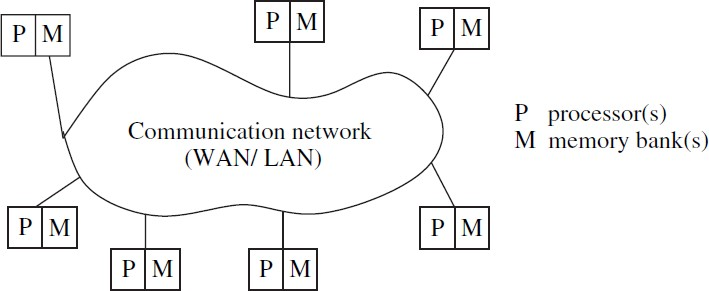 P M
P M
P M
Communication network
(WAN/ LAN)
P processor(s)
M memory bank(s)
P M
P M
P M
P M